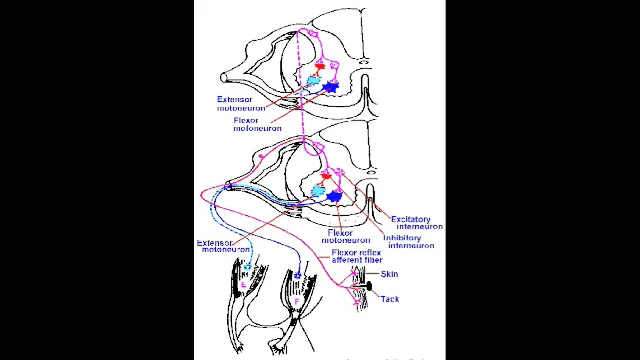 Extensor
motoneuron
Flexor
motoneuron
Excitatory
interneuron
Flexor
motoneuron
Inhibitory
interneuron
Extensor
motoneuron
Flexor reflex
afferent fiber
Skin
Tack
E
F